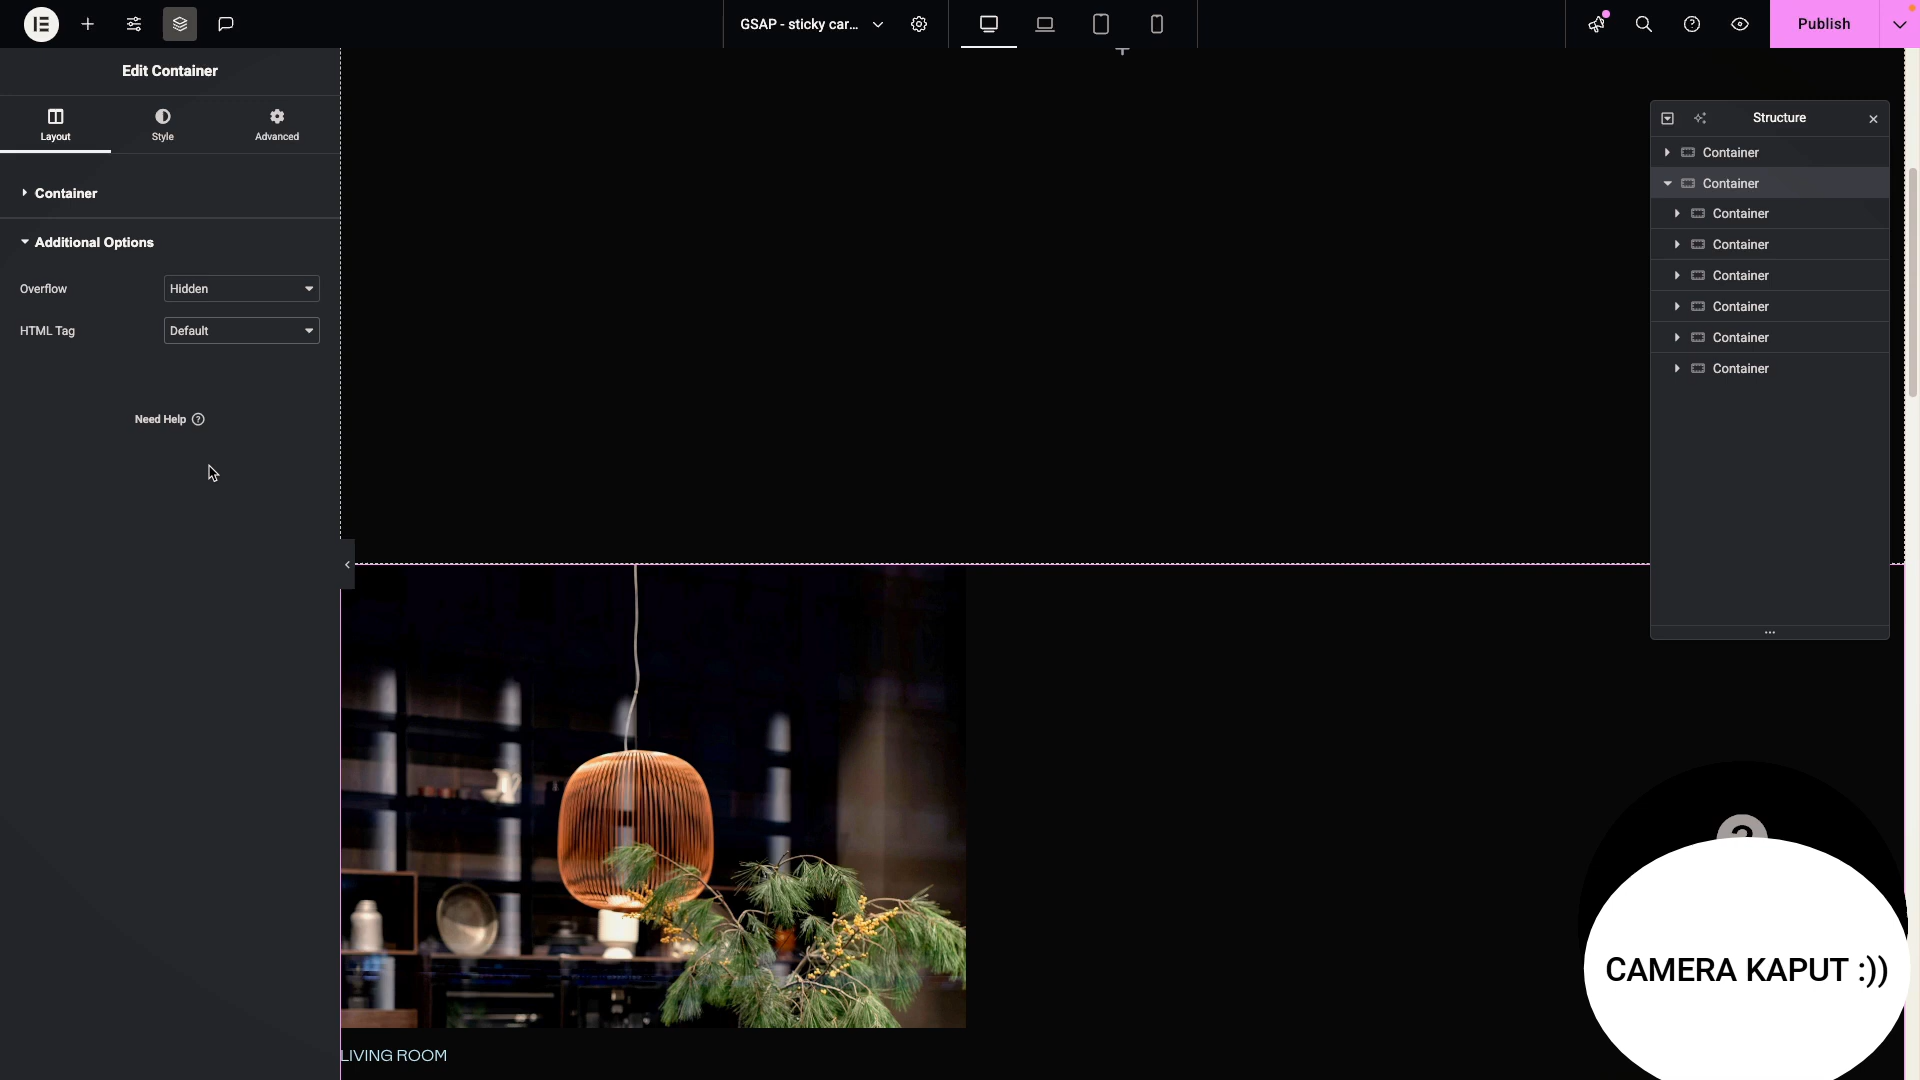 GSAP - sticky car...
Publish
Edit Container
Layout
Style
Advanced
Container
Additional Options
Overflow
Hidden
HTML Tag
Default
Need Help
Structure
Container
Container
Container
Container
Container
Container
Container
Container
CAMERA KAPUT :))
LIVING ROOM